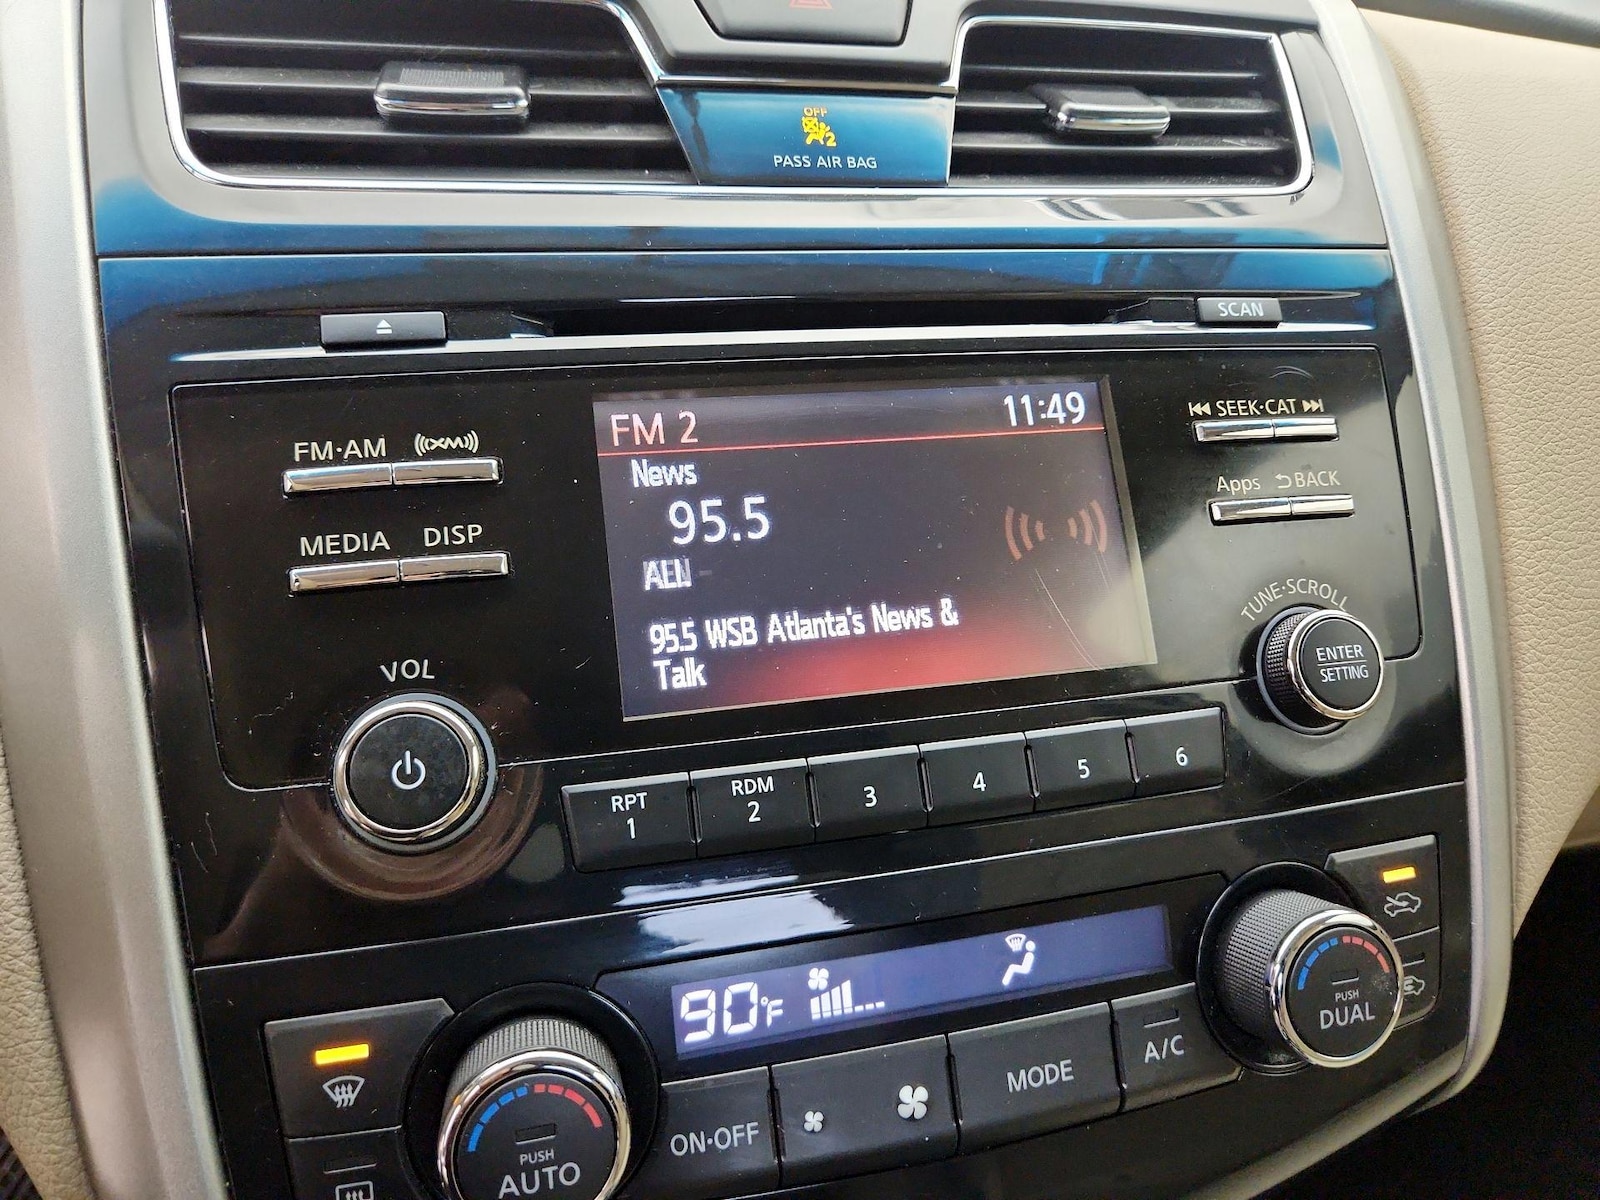 OFF
2
PASS AIR BAG
SCAN
FM·AM
XM
MEDIA
DISP
VOL
FM 2
11:49
News
95.5
95.5 WSB Atlanta's News &
Talk
SEEK·CAT
Apps
BACK
TUNE·SCROLL
ENTER
SETTING
RPT
1
RDM
2
3
4
5
6
90°F
PUSH
AUTO
ON·OFF
MODE
A/C
PUSH
DUAL